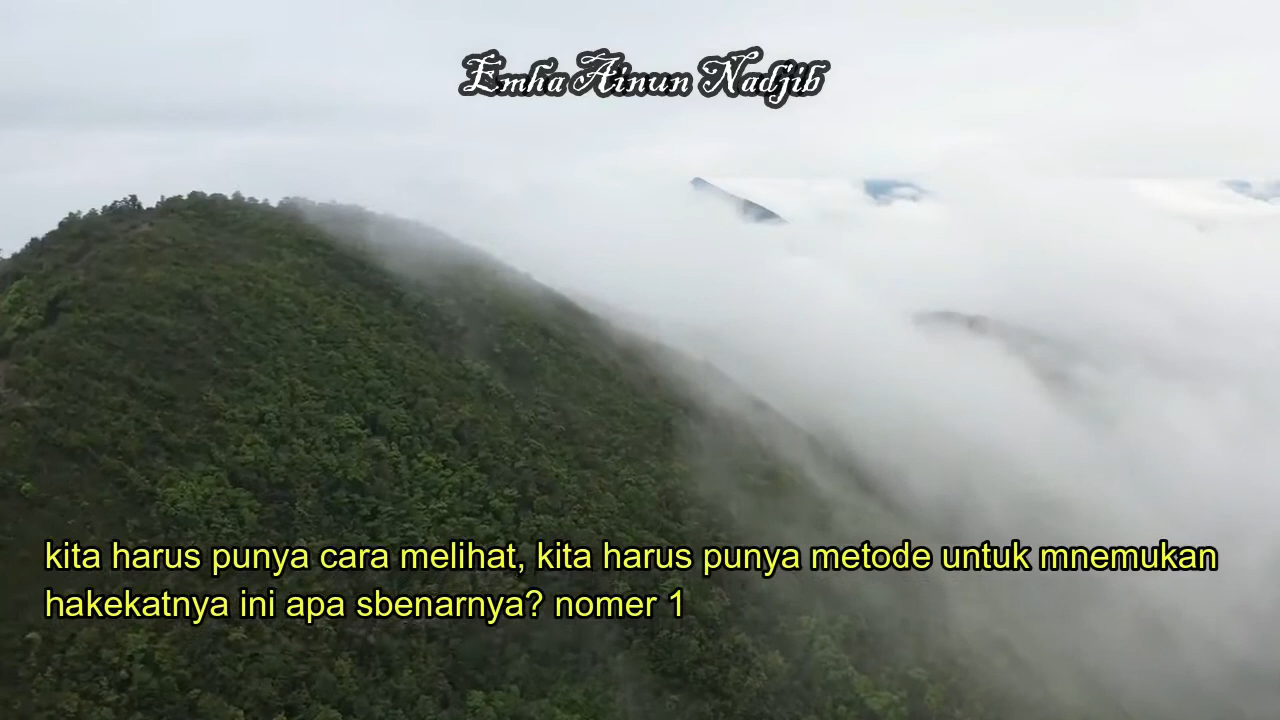 Emha Ainun Nadjib
kita harus punya cara melihat, kita harus punya metode untuk mnemukan
hakekatnya ini apa sbenarnya? nomer 1